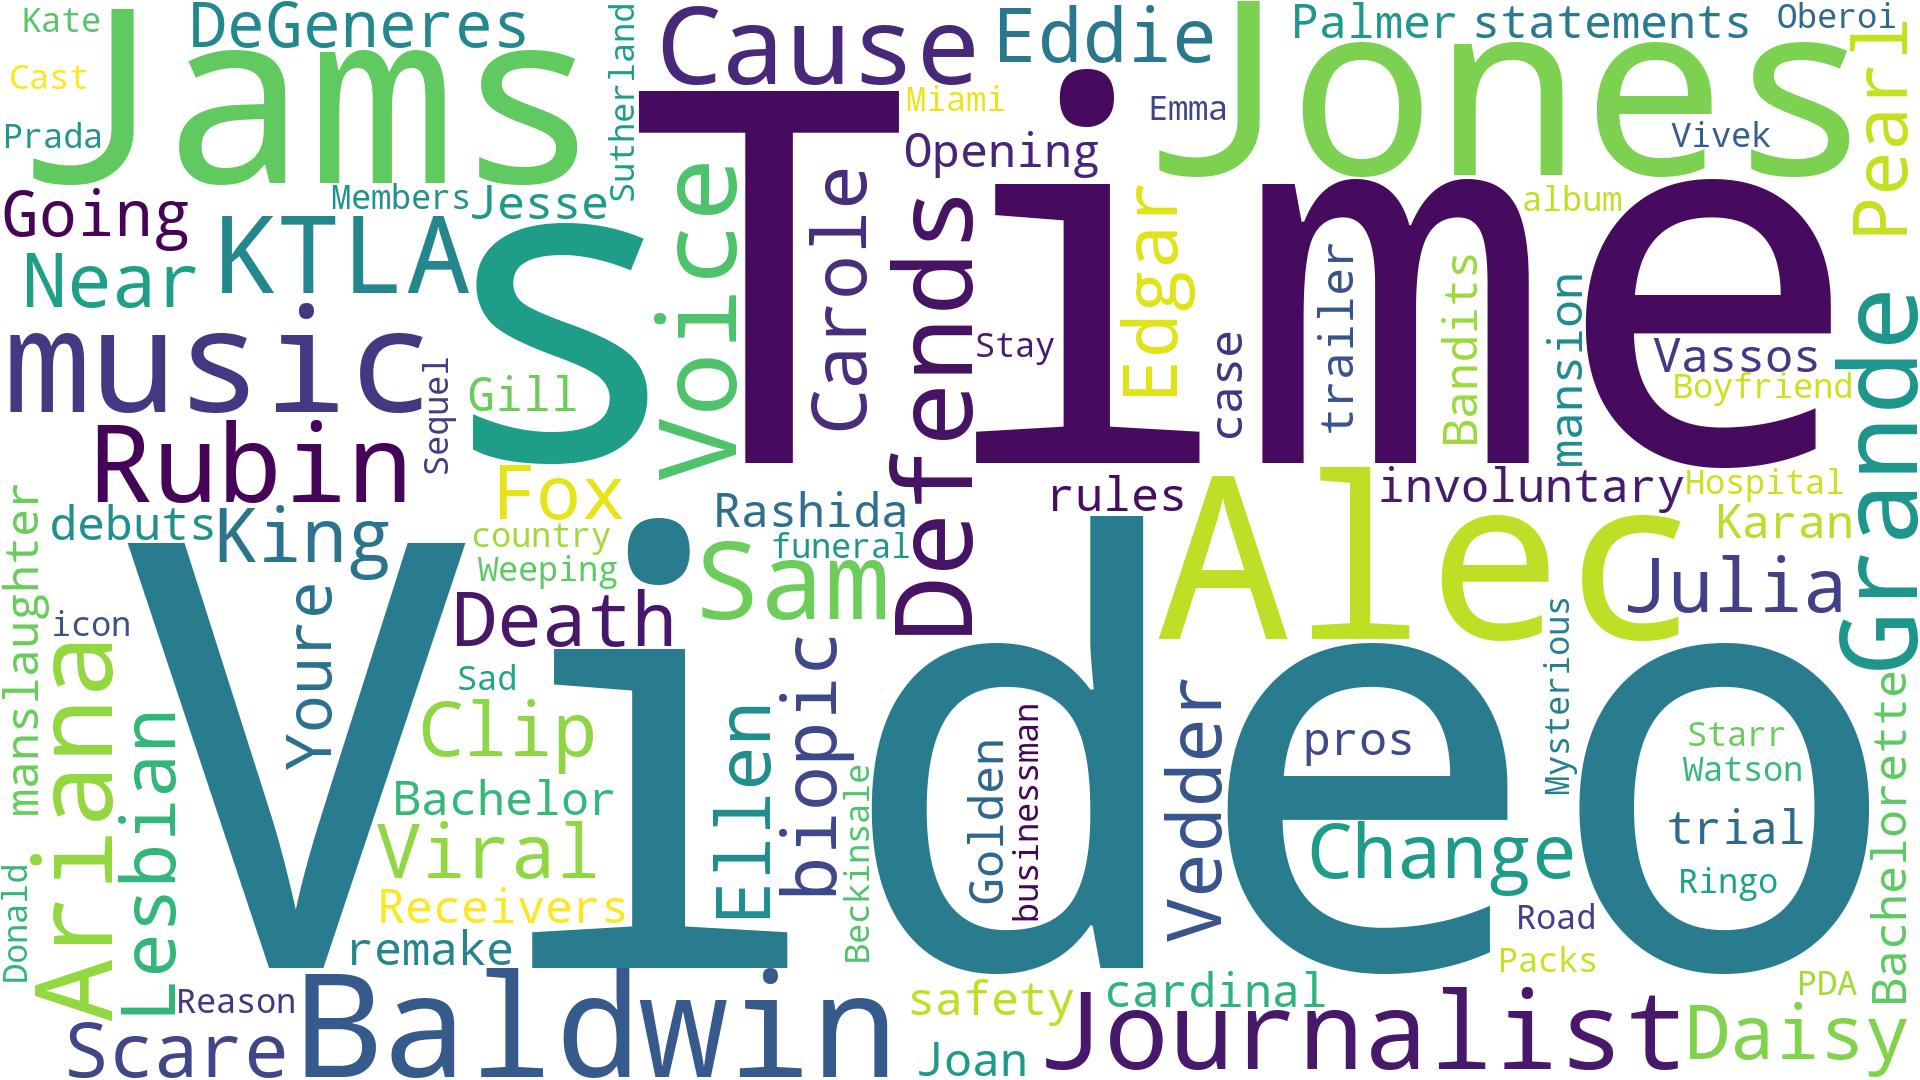 Kate
DeGeneres
Cause
Eddie
Palmer
statements
Oberoi
Cast
Jams
Sutherland
Miami
Emma
Jones
Vivek
Pearl
Prada
Members
Jesse
Opening
album
Going
KTLA
s
Time
Voice
Carole
Defends
Edgar
trailer
Bandits
mansion
Near
music
Sequel
Gill
Stay
case
Vassos
Boyfriend
Grande
Rubin
Fox
Rashida
rules
Alec
involuntary
Hospital
Karan
debuts
King
country
funeral
Weeping
Sam
Julia
manslaughter
icon
Youre
Death
Video
Mysterious
Ariana
Lesbian
Sad
Clip
Ellen
biopic
Golden
businessman
Vedder
pros
Starr
Watson
Bachelor
Viral
Beckinsale
Change
trial
Ringo
Bachelorette
Donald
Receivers
remake
Road
Packs
Reason
Baldwin
safety
cardinal
PDA
Scare
Joan
Journalist
Daisy